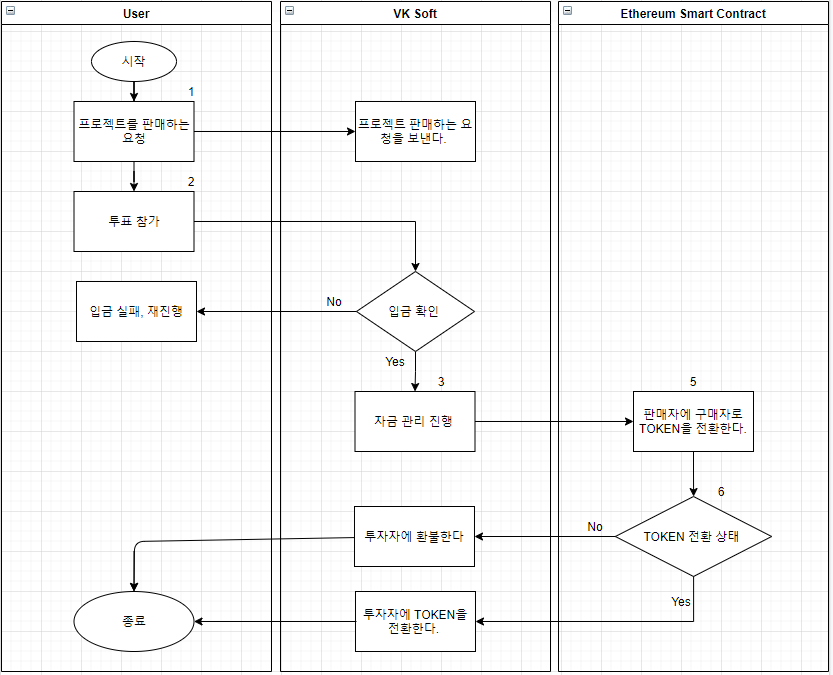 User
VK Soft
Ethereum Smart Contract
시작
1
프로젝트를 판매하는
요청
프로젝트 판매하는 요
청을 보낸다.
2
투표 참가
입금 실패, 재진행
No
입금 확인
Yes
3
자금 관리 진행
5
판매자에 구매자로
TOKEN을 전환한다.
6
TOKEN 전환 상태
No
투자자에 환불한다
Yes
투자자에 TOKEN을
전환한다.
종료